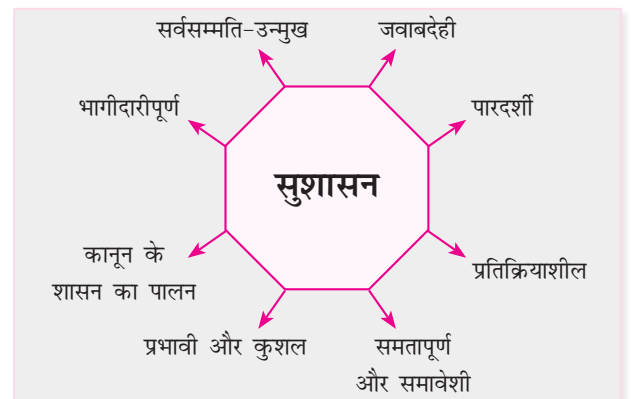 सर्वसम्मति-उन्मुख
जवाबदेही
भागीदारीपूर्ण
पारदर्शी
सुशासन
कानून के
शासन का पालन
प्रतिक्रियाशील
प्रभावी और कुशल
समतापूर्ण
और समावेशी